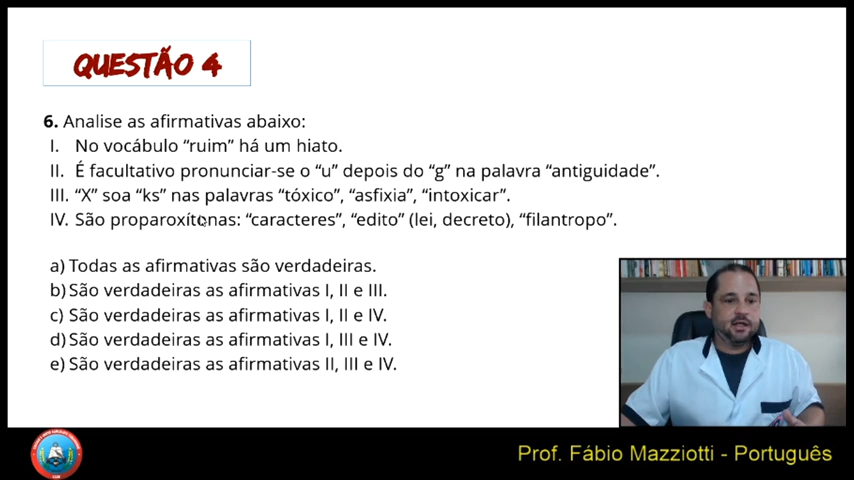 QUESTÃO 4
6. Analise as afirmativas abaixo:
I. No vocábulo “ruim” há um hiato.
II. É facultativo pronunciar-se o “u” depois do “g” na palavra “antiguidade”.
III. “X” soa “ks” nas palavras “tóxico”, “asfixia”, “intoxicar”.
IV. São proparoxítonas: “caracteres”, “edito” (lei, decreto), “filantropo”.
a) Todas as afirmativas são verdadeiras.
b) São verdadeiras as afirmativas I, II e III.
c) São verdadeiras as afirmativas I, II e IV.
d) São verdadeiras as afirmativas I, III e IV.
e) São verdadeiras as afirmativas II, III e IV.
Prof. Fábio Mazziotti - Português